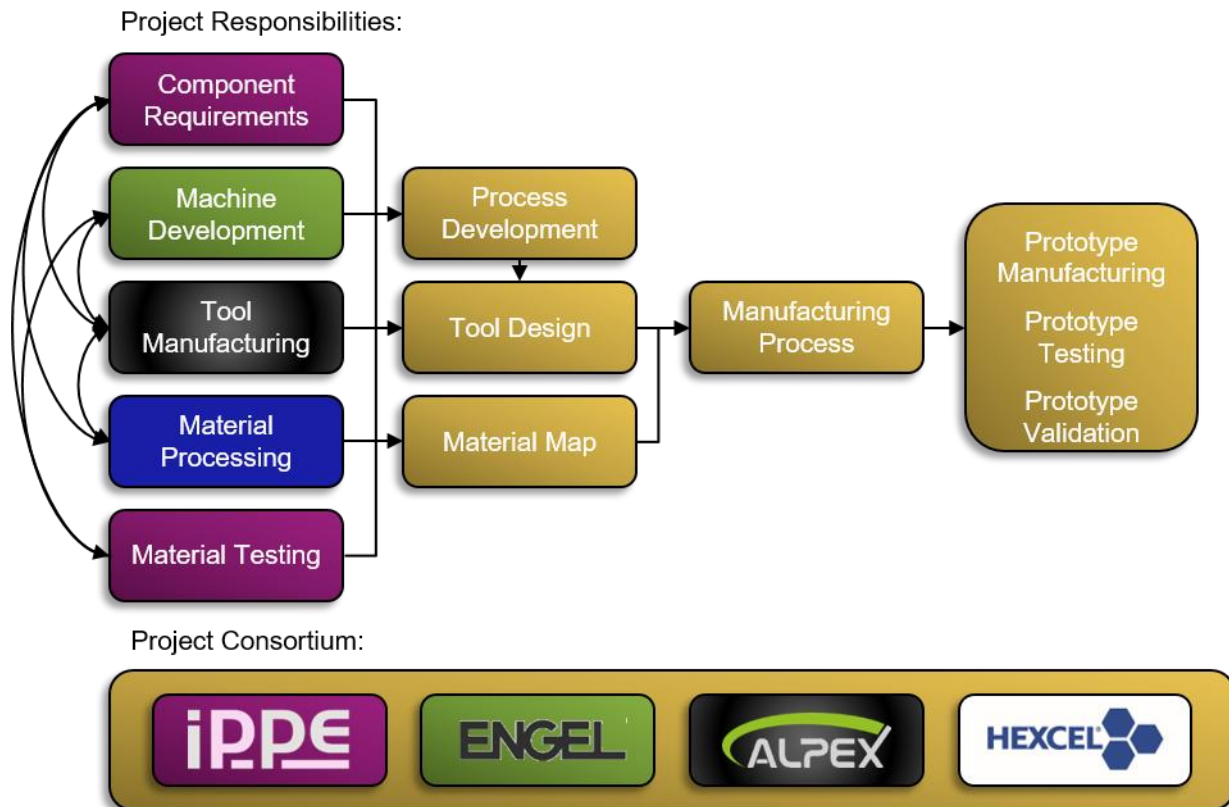 Project Responsibilities:
Component
Requirements
Machine
Development
Process
Development
Tool
Manufacturing
Tool Design
Manufacturing
Process
Prototype
Manufacturing
Prototype
Testing
Prototype
Validation
Material
Processing
Material Map
Material Testing
Project Consortium:
iPPE
ENGEL
ALPEX
HEXCEL®